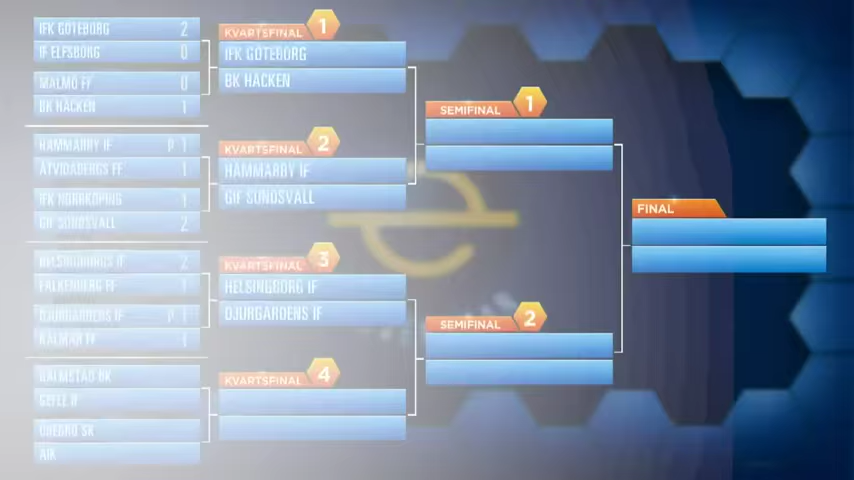 IFK GÖTEBORG 2
IF ELFSBORG 0
MALMÖ FF 0
BK HÄCKEN 1
HAMMARBY IF P 1
ÅTVIDABERGS FF 1
IFK NORRKÖPING 1
GIF SUNDSVALL 2
HELSINGBORGS IF 2
FALKENBERG FF 1
DJURGÅRDENS IF P 1
KALMAR FF 1
HALMSTAD BK
GEFLE IF
ÖREBRO SK
AIK
KVARTSFINAL 1
IFK GÖTEBORG
BK HÄCKEN
KVARTSFINAL 2
HAMMARBY IF
GIF SUNDSVALL
KVARTSFINAL 3
HELSINGBORG IF
DJURGÅRDENS IF
KVARTSFINAL 4
SEMIFINAL 1
SEMIFINAL 2
FINAL